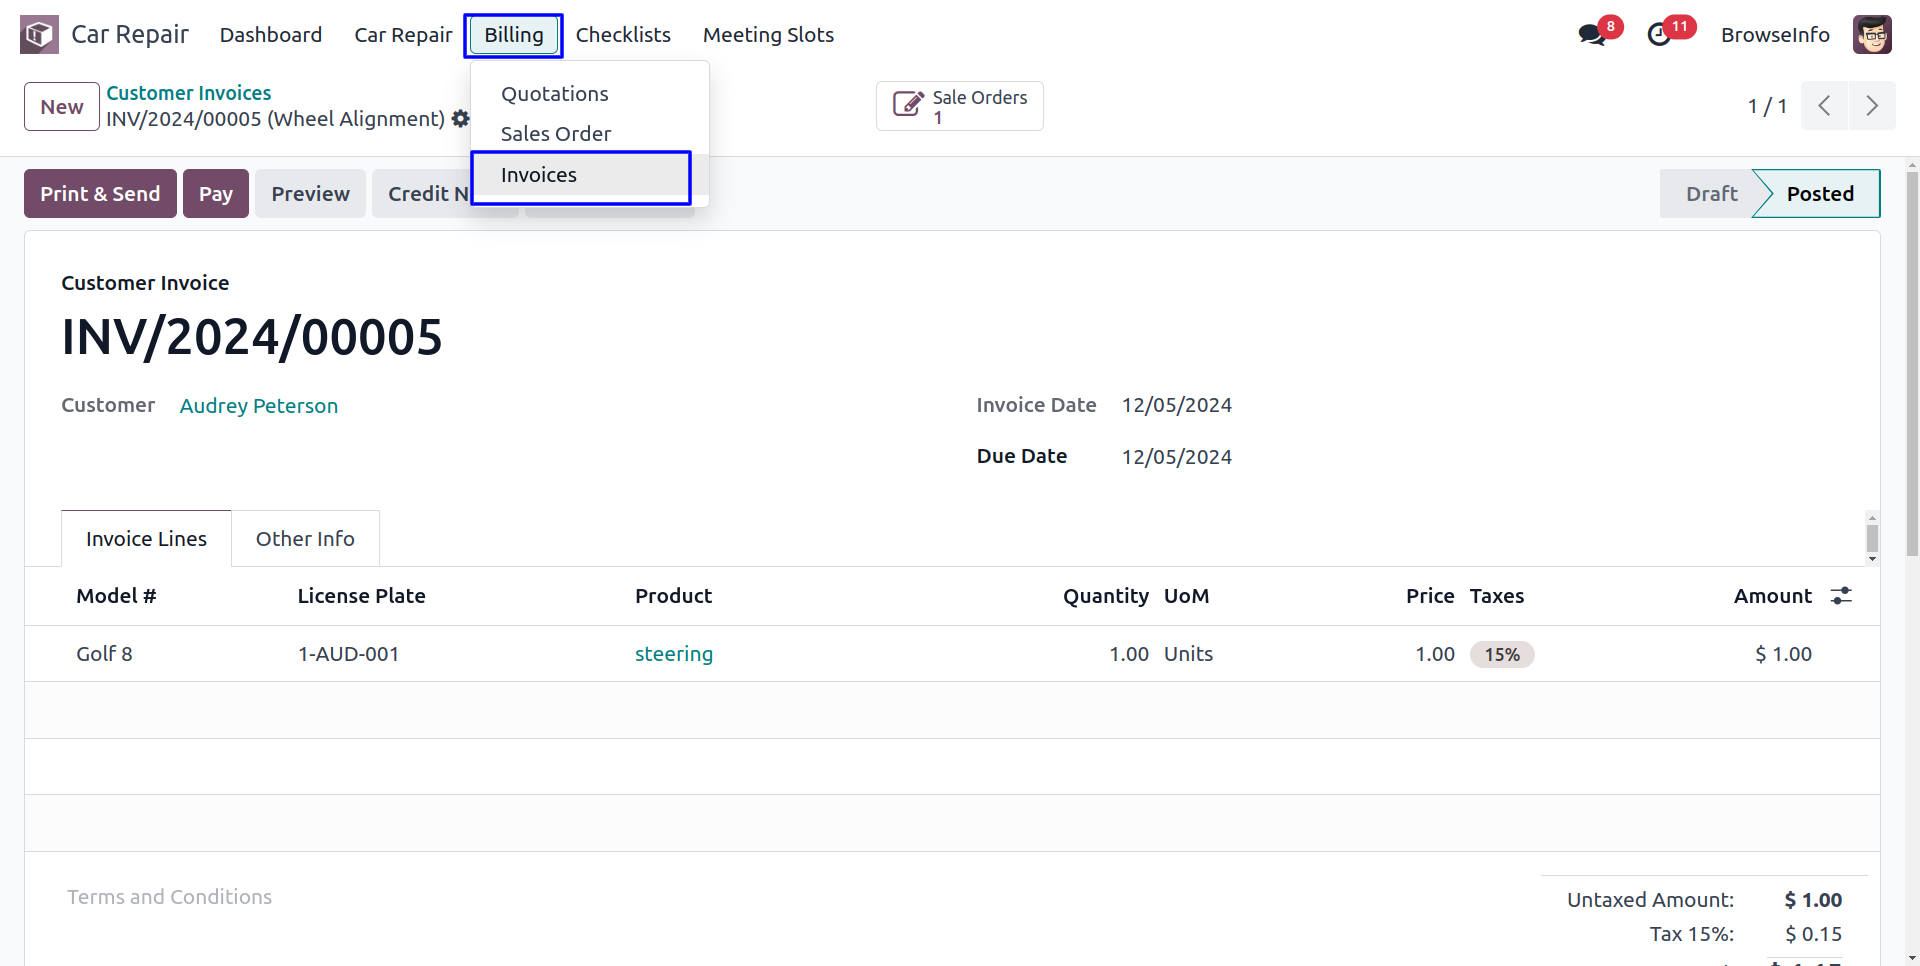 Car Repair Dashboard Car Repair Billing Checklists Meeting Slots 8 11 BrowseInfo
New Customer Invoices
INV/2024/00005 (Wheel Alignment)
Quotations
Sales Order
Invoices
Sale Orders
1
1 / 1
Print & Send Pay Preview Credit N
Draft Posted
Customer Invoice
INV/2024/00005
Customer Audrey Peterson
Invoice Date 12/05/2024
Due Date 12/05/2024
Invoice Lines Other Info
Model # License Plate Product Quantity UoM Price Taxes Amount
Golf 8 1-AUD-001 steering 1.00 Units 1.00 15% $ 1.00
Terms and Conditions
Untaxed Amount: $ 1.00
Tax 15%: $ 0.15